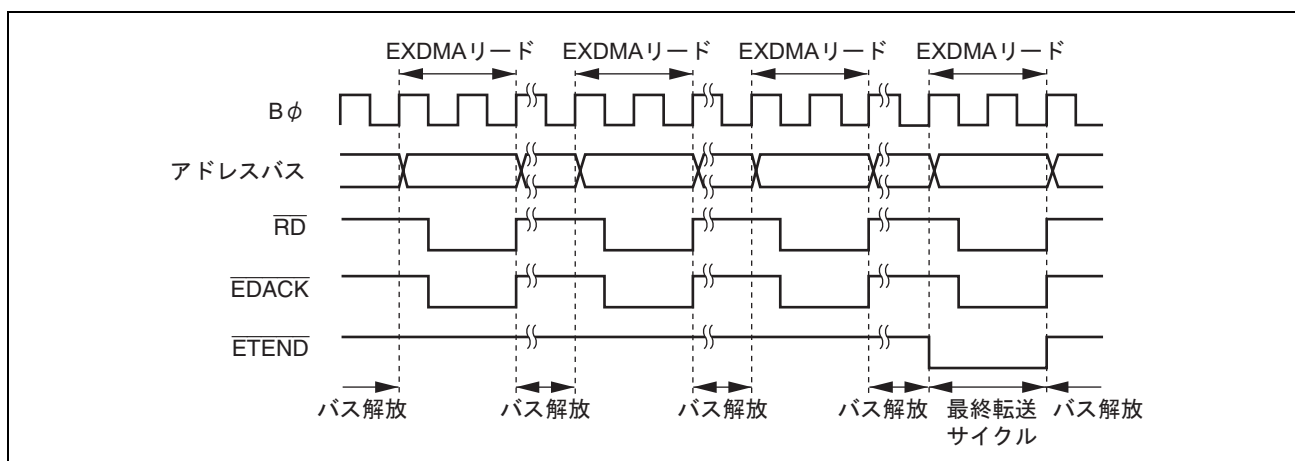 EXDMAリード EXDMAリード EXDMAリード EXDMAリード
Bφ
アドレスバス
RD
EDACK
ETEND
バス解放 バス解放 バス解放 バス解放 最終転送サイクル バス解放